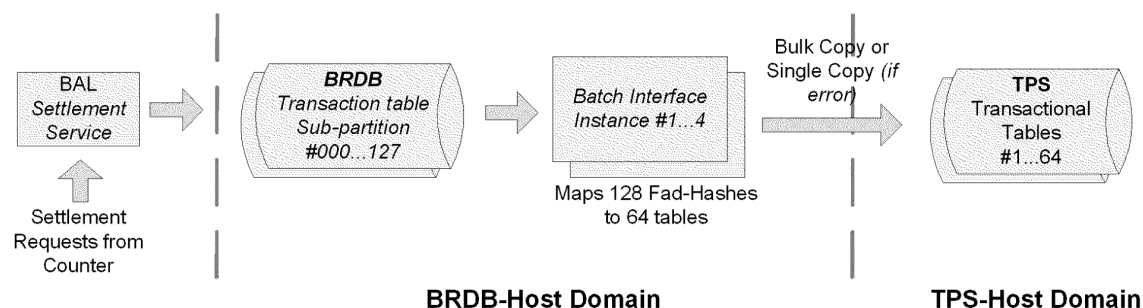 BAL
Settlement
Service
Settlement
Requests from
Counter
BRDB
Transaction table
Sub-partition
#000...127
Batch Interface
Instance #1...4
Maps 128 Fad-Hashes
to 64 tables
Bulk Copy or
Single Copy (if
error)
TPS
Transactional
Tables
#1...64
BRDB-Host Domain
TPS-Host Domain